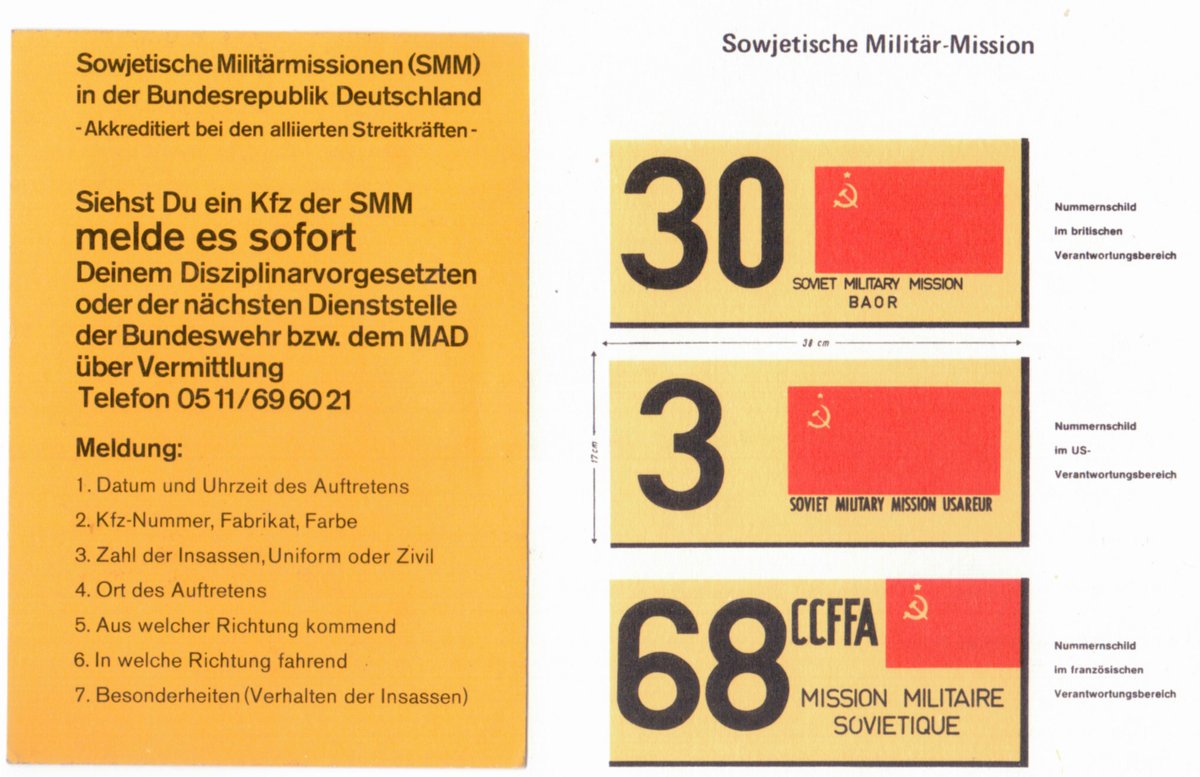 Sowjetische Militärmissionen (SMM)
in der Bundesrepublik Deutschland
-Akkreditiert bei den alliierten Streitkräften-
Siehst Du ein Kfz der SMM
melde es sofort
Deinem Disziplinarvorgesetzten
oder der nächsten Dienststelle
der Bundeswehr bzw. dem MAD
über Vermittlung
Telefon 05 11/69 60 21
Meldung:
1. Datum und Uhrzeit des Auftretens
2. Kfz-Nummer, Fabrikat, Farbe
3. Zahl der Insassen, Uniform oder Zivil
4. Ort des Auftretens
5. Aus welcher Richtung kommend
6. In welche Richtung fahrend
7. Besonderheiten (Verhalten der Insassen)
Sowjetische Militär-Mission
30
SOVIET MILITARY MISSION
BAOR
Nummernschild
im britischen
Verantwortungsbereich
38 cm
17 cm
3
SOVIET MILITARY MISSION USAREUR
Nummernschild
im US-
Verantwortungsbereich
68
CCFFA
MISSION MILITAIRE
SOVIETIQUE
Nummernschild
im französischen
Verantwortungsbereich